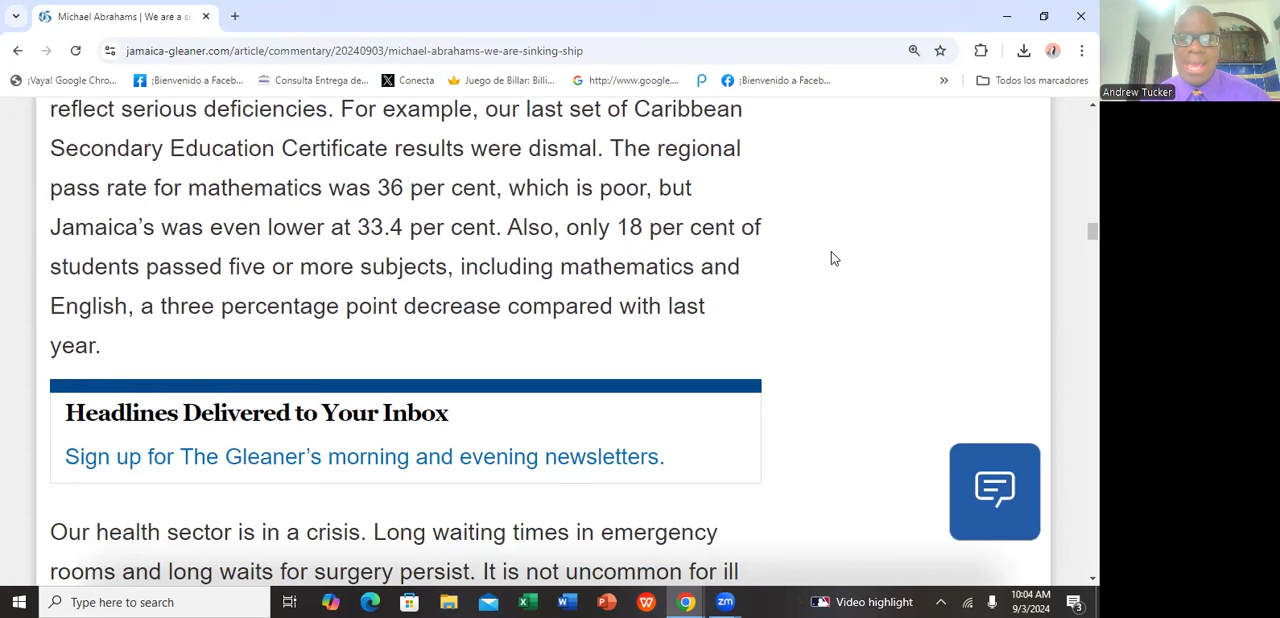 Michael Abrahams | We are a si
jamaica-gleaner.com/article/commentary/20240903/michael-abrahams-we-are-sinking-ship
¡Vaya! Google Chro...
¡Bienvenido a Faceb...
Consulta Entrega de...
Conecta
Juego de Billar: Billi...
http://www.google....
¡Bienvenido a Faceb...
»
Todos los marcadores
Andrew Tucker
reflect serious deficiencies. For example, our last set of Caribbean
Secondary Education Certificate results were dismal. The regional
pass rate for mathematics was 36 per cent, which is poor, but
Jamaica’s was even lower at 33.4 per cent. Also, only 18 per cent of
students passed five or more subjects, including mathematics and
English, a three percentage point decrease compared with last
year.
Headlines Delivered to Your Inbox
Sign up for The Gleaner’s morning and evening newsletters.
Our health sector is in a crisis. Long waiting times in emergency
rooms and long waits for surgery persist. It is not uncommon for ill
Type here to search
zm
Video highlight
10:04 AM
9/3/2024
3